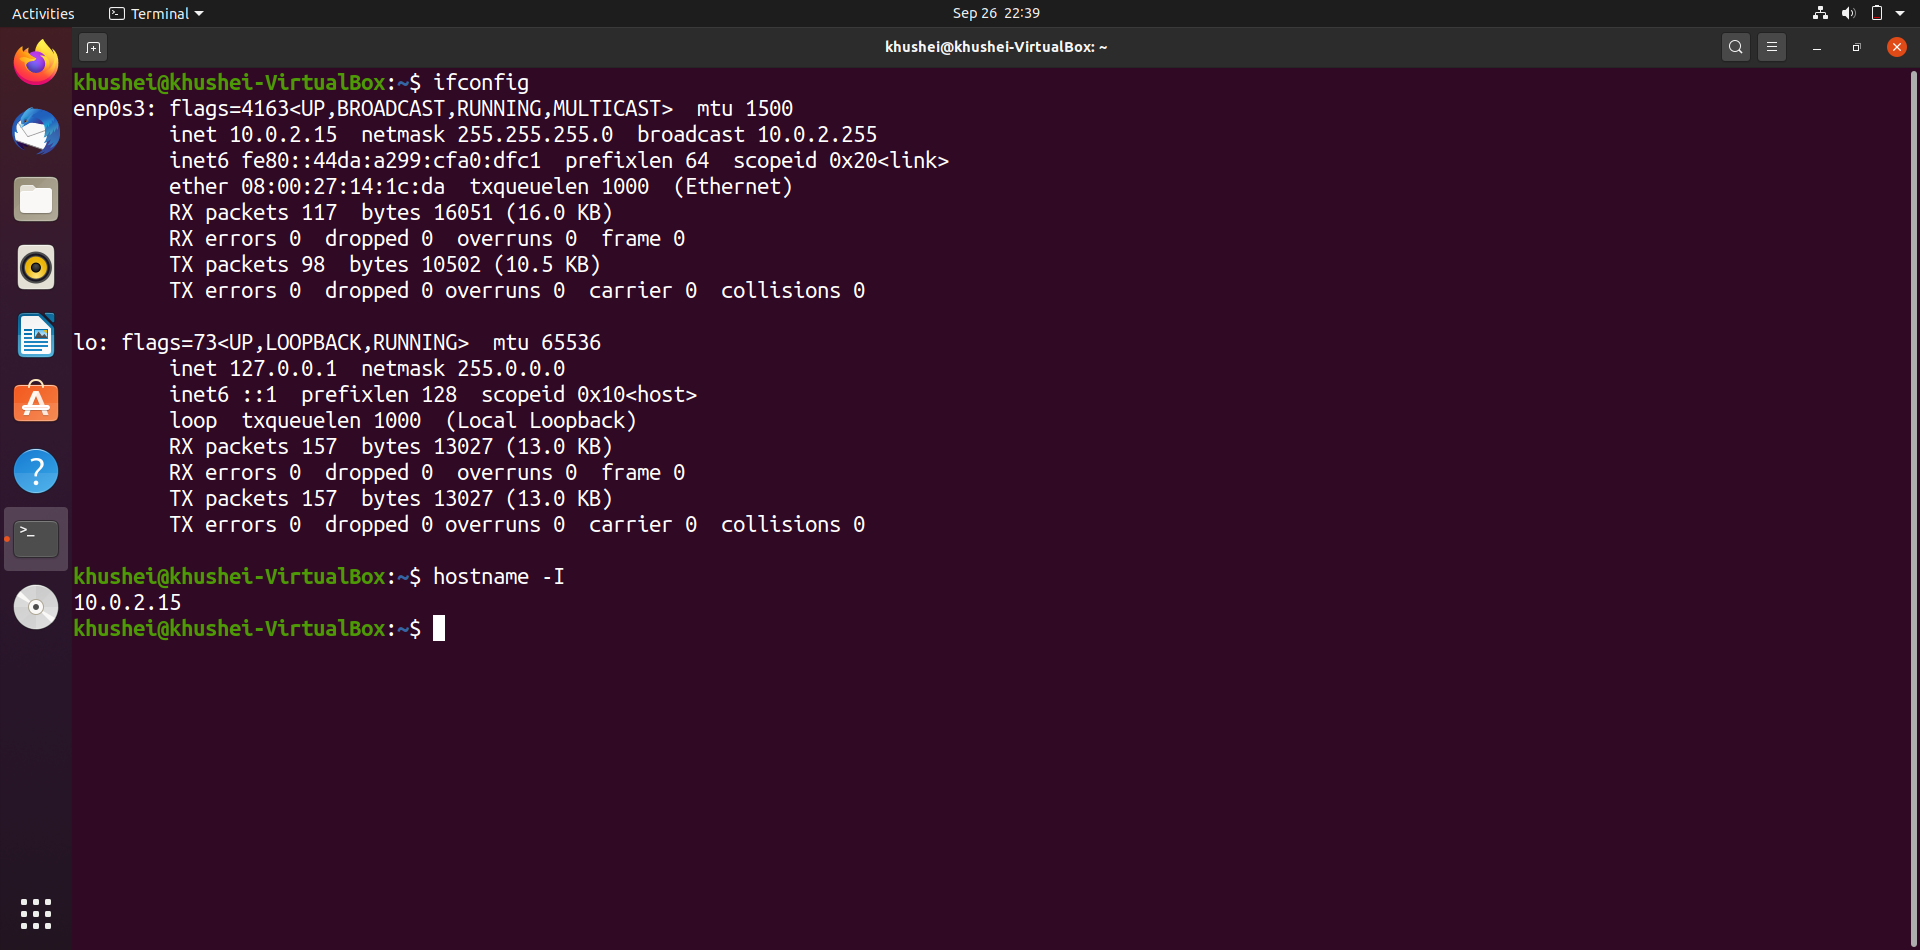 Activities Terminal Sep 26 22:39
khushei@khushei-VirtualBox: ~
khushei@khushei-VirtualBox:~$ ifconfig
enp0s3: flags=4163<UP,BROADCAST,RUNNING,MULTICAST>  mtu 1500
        inet 10.0.2.15  netmask 255.255.255.0  broadcast 10.0.2.255
        inet6 fe80::44da:a299:cfa0:dfc1  prefixlen 64  scopeid 0x20<link>
        ether 08:00:27:14:1c:da  txqueuelen 1000  (Ethernet)
        RX packets 117  bytes 16051 (16.0 KB)
        RX errors 0  dropped 0  overruns 0  frame 0
        TX packets 98  bytes 10502 (10.5 KB)
        TX errors 0  dropped 0 overruns 0  carrier 0  collisions 0

lo: flags=73<UP,LOOPBACK,RUNNING>  mtu 65536
        inet 127.0.0.1  netmask 255.0.0.0
        inet6 ::1  prefixlen 128  scopeid 0x10<host>
        loop  txqueuelen 1000  (Local Loopback)
        RX packets 157  bytes 13027 (13.0 KB)
        RX errors 0  dropped 0  overruns 0  frame 0
        TX packets 157  bytes 13027 (13.0 KB)
        TX errors 0  dropped 0 overruns 0  carrier 0  collisions 0

khushei@khushei-VirtualBox:~$ hostname -I
10.0.2.15
khushei@khushei-VirtualBox:~$